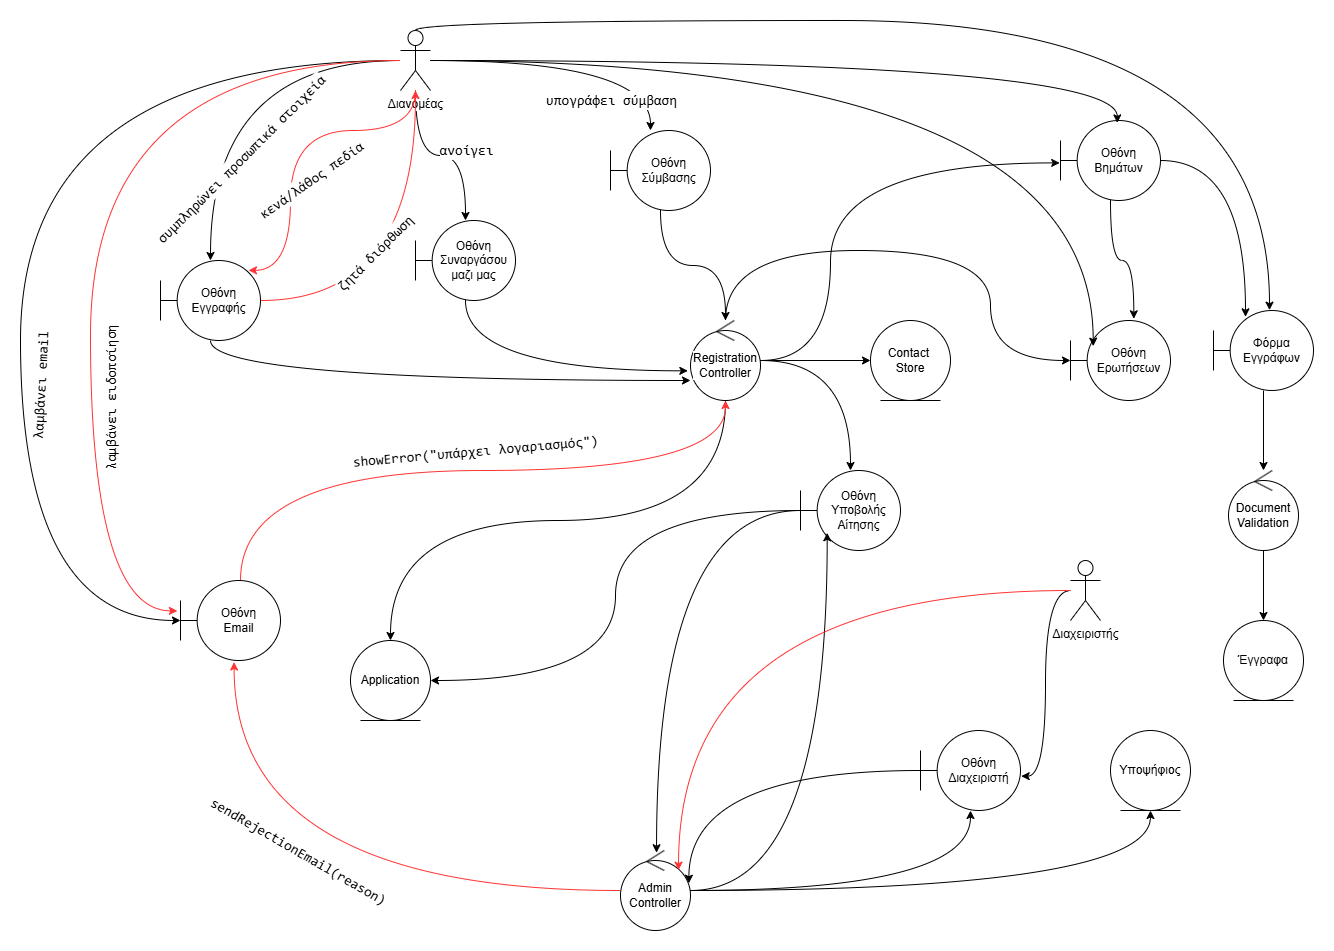 Διανομέας
υπογράφει σύμβαση
συμπληρώνει προσωπικά στοιχεία
κενά/λάθος πεδία
ανοίγει
ζητά διόρθωση
Οθόνη
Σύμβασης
Οθόνη
Βημάτων
Οθόνη
Εγγραφής
Οθόνη
Συναργάσου
μαζι μας
λαμβάνει email
λαμβάνει ειδοποίηση
Registration
Controller
Contact
Store
Οθόνη
Ερωτήσεων
Φόρμα
Εγγράφων
showError("υπάρχει λογαριασμός")
Οθόνη
Υποβολής
Αίτησης
Document
Validation
Οθόνη
Email
Διαχειριστής
Application
Έγγραφα
Οθόνη
Διαχειριστή
Υποψήφιος
sendRejectionEmail(reason)
Admin
Controller